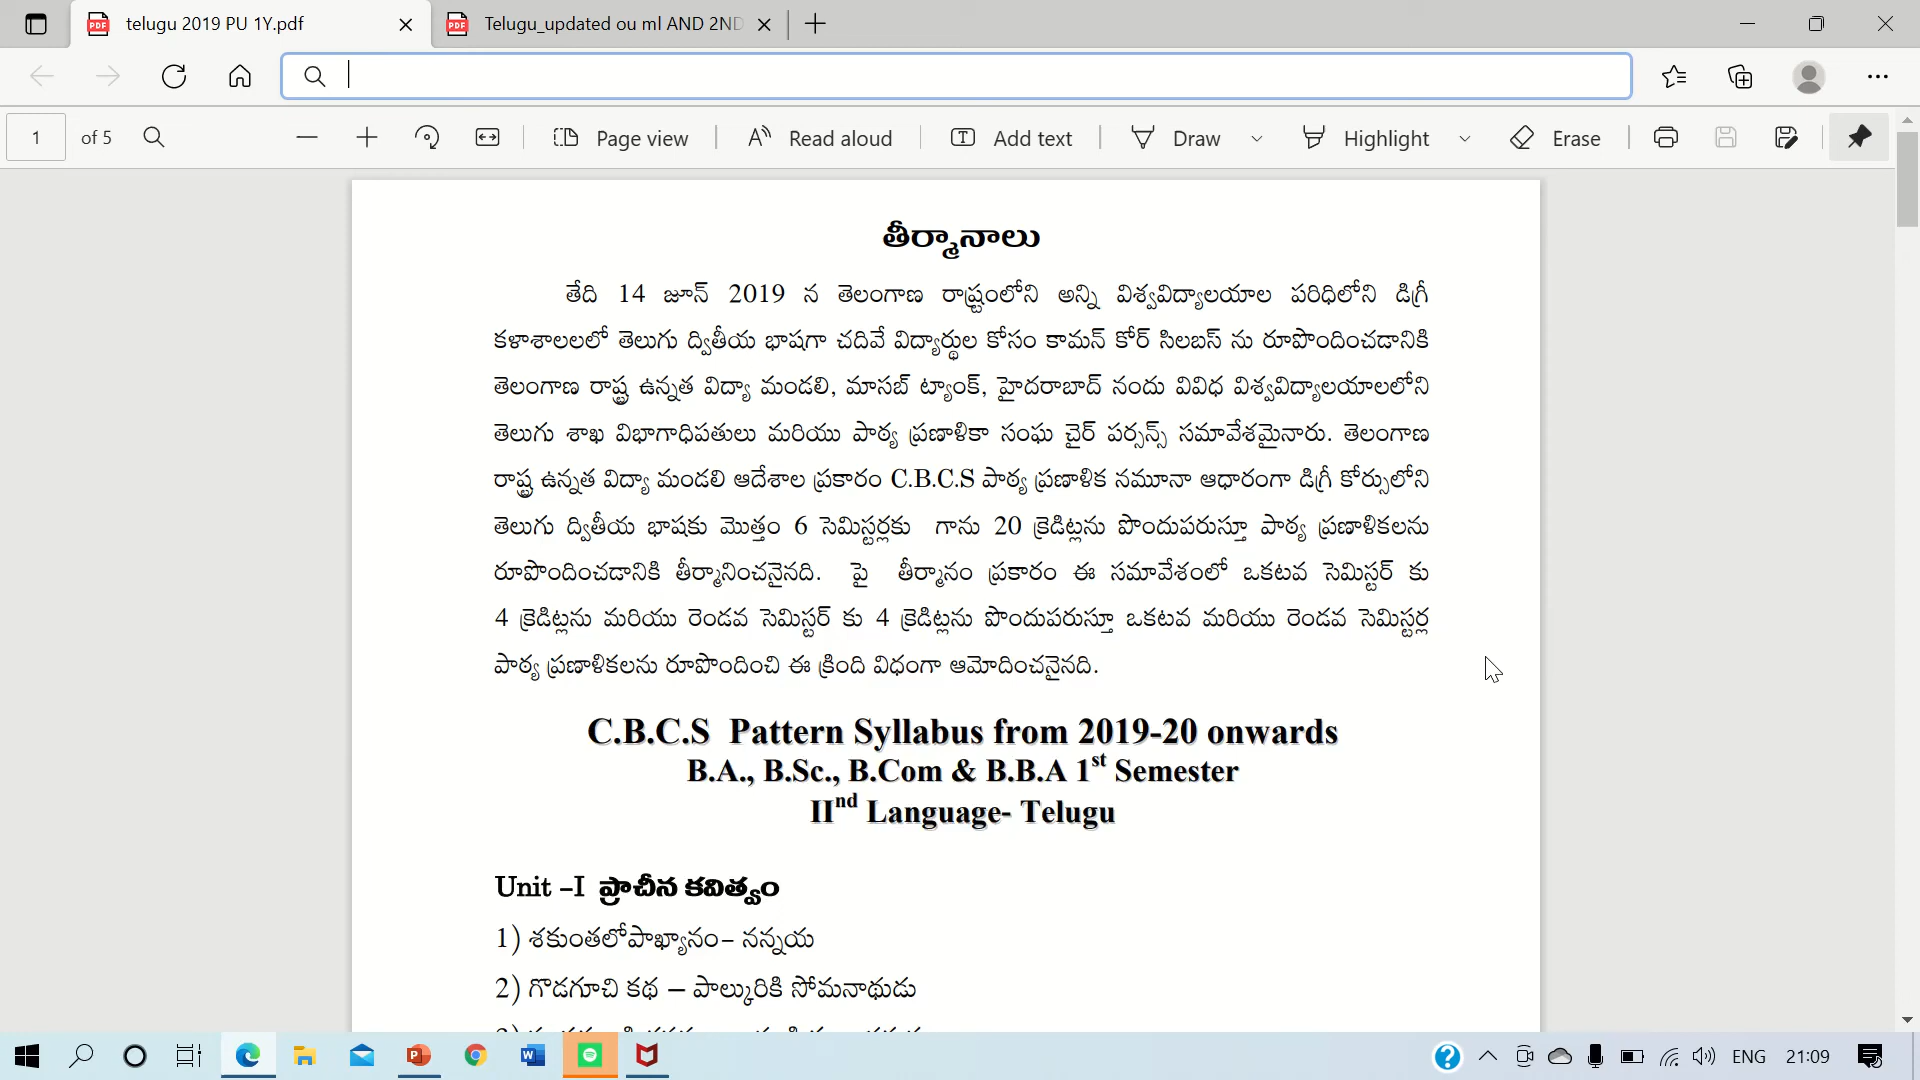 telugu 2019 PU 1Y.pdf
Telugu_updated ou ml AND 2ND
1 of 5
Page view
Read aloud
Add text
Draw
Highlight
Erase
తీర్మానాలు
తేది 14 జూన్ 2019 న తెలంగాణ రాష్ట్రంలోని అన్ని విశ్వవిద్యాలయాల పరిధిలోని డిగ్రీ
కళాశాలలలో తెలుగు ద్వితీయ భాషగా చదివే విద్యార్థుల కోసం కామన్ కోర్ సిలబస్ ను రూపొందించడానికి
తెలంగాణ రాష్ట్ర ఉన్నత విద్యా మండలి, మాసబ్ ట్యాంక్, హైదరాబాద్ నందు వివిధ విశ్వవిద్యాలయాలలోని
తెలుగు శాఖ విభాగాధిపతులు మరియు పాఠ్య ప్రణాళికా సంఘ చైర్ పర్సన్స్ సమావేశమైనారు. తెలంగాణ
రాష్ట్ర ఉన్నత విద్యా మండలి ఆదేశాల ప్రకారం C.B.C.S పాఠ్య ప్రణాళిక నమూనా ఆధారంగా డిగ్రీ కోర్సులోని
తెలుగు ద్వితీయ భాషకు మొత్తం 6 సెమిస్టర్లకు గాను 20 క్రెడిట్లను పొందుపరుస్తూ పాఠ్య ప్రణాళికలను
రూపొందించడానికి తీర్మానించనైనది. పై తీర్మానం ప్రకారం ఈ సమావేశంలో ఒకటవ సెమిస్టర్ కు
4 క్రెడిట్లను మరియు రెండవ సెమిస్టర్ కు 4 క్రెడిట్లను పొందుపరుస్తూ ఒకటవ మరియు రెండవ సెమిస్టర్ల
పాఠ్య ప్రణాళికలను రూపొందించి ఈ క్రింది విధంగా ఆమోదించనైనది.
C.B.C.S Pattern Syllabus from 2019-20 onwards
B.A., B.Sc., B.Com & B.B.A 1st Semester
IInd Language- Telugu
Unit –I ప్రాచీన కవిత్వం
1) శకుంతలోపాఖ్యానం– నన్నయ
2) గొడగూచి కథ – పాల్కురికి సోమనాథుడు
ENG
21:09